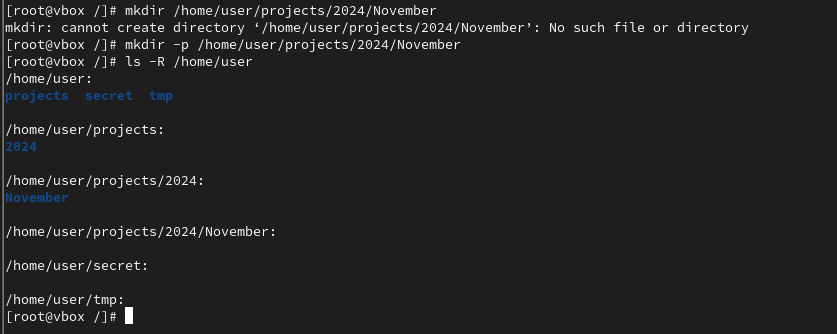 [root@vbox /]# mkdir /home/user/projects/2024/November
mkdir: cannot create directory ‘/home/user/projects/2024/November’: No such file or directory
[root@vbox /]# mkdir -p /home/user/projects/2024/November
[root@vbox /]# ls -R /home/user
/home/user:
projects  secret  tmp

/home/user/projects:
2024

/home/user/projects/2024:
November

/home/user/projects/2024/November:

/home/user/secret:

/home/user/tmp:
[root@vbox /]#